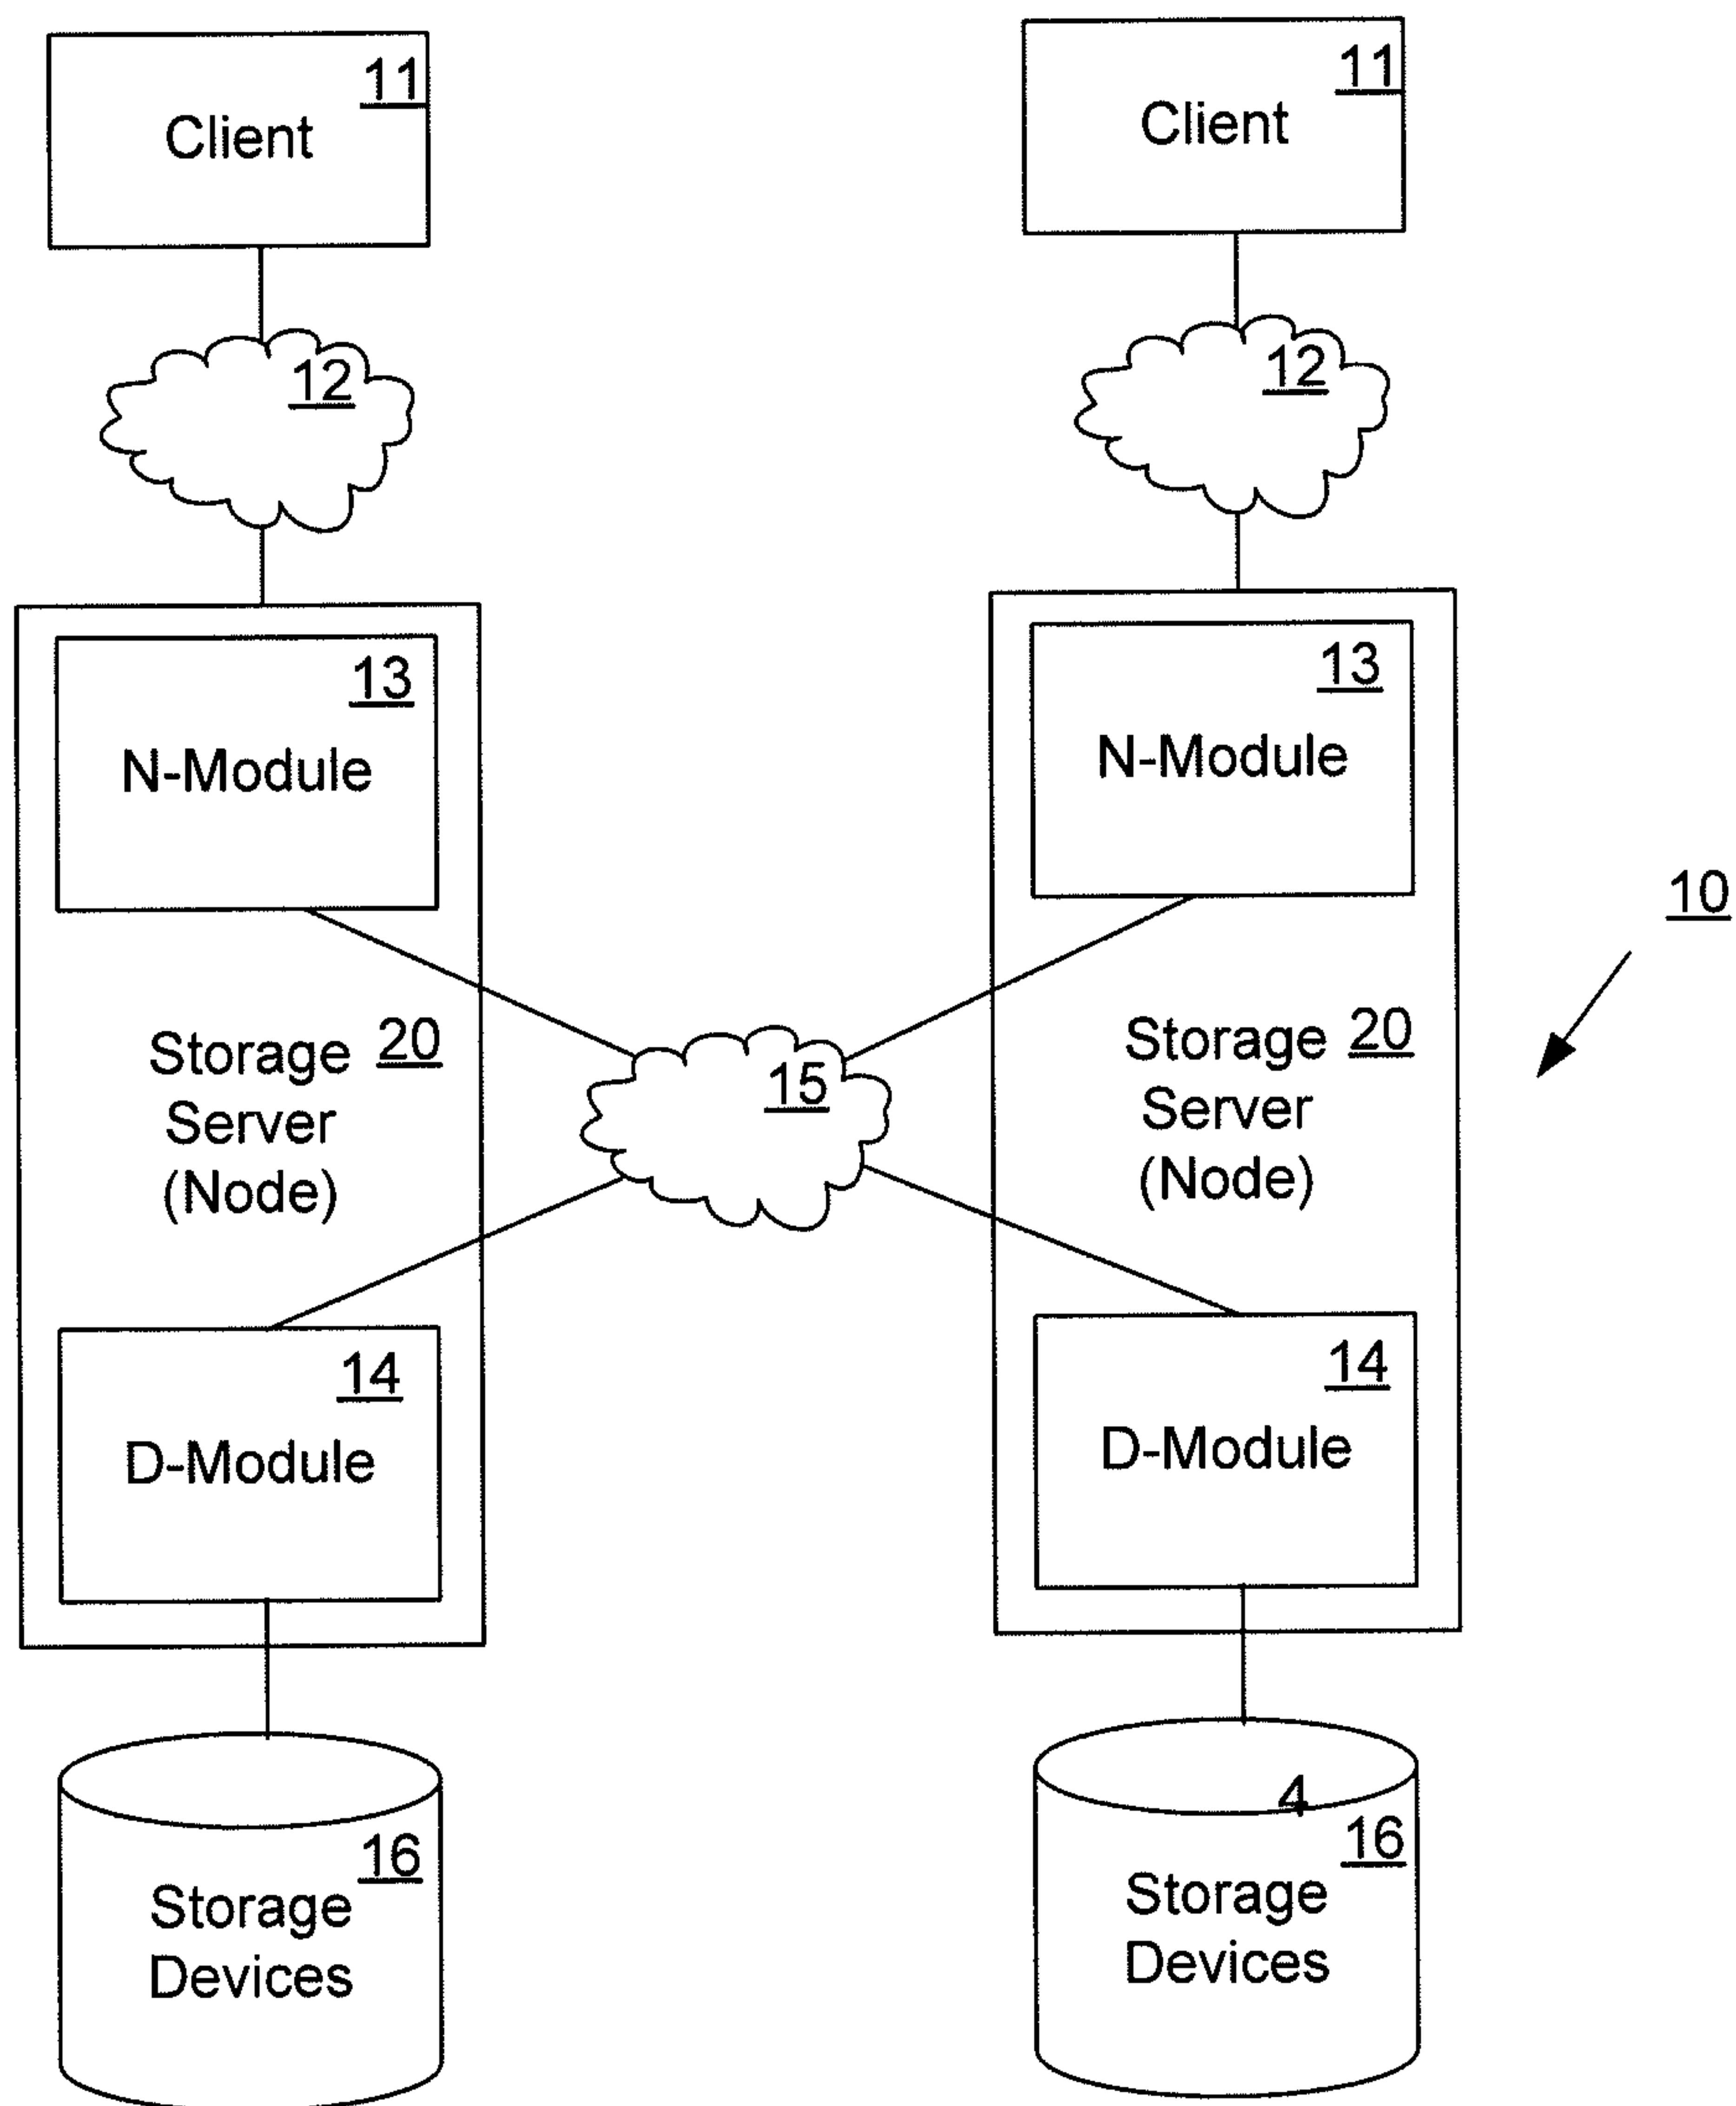 11
Client
11
Client
12
12
13
N-Module
13
N-Module
10
Storage 20
Server
(Node)
15
Storage 20
Server
(Node)
14
D-Module
14
D-Module
16
Storage
Devices
4
16
Storage
Devices